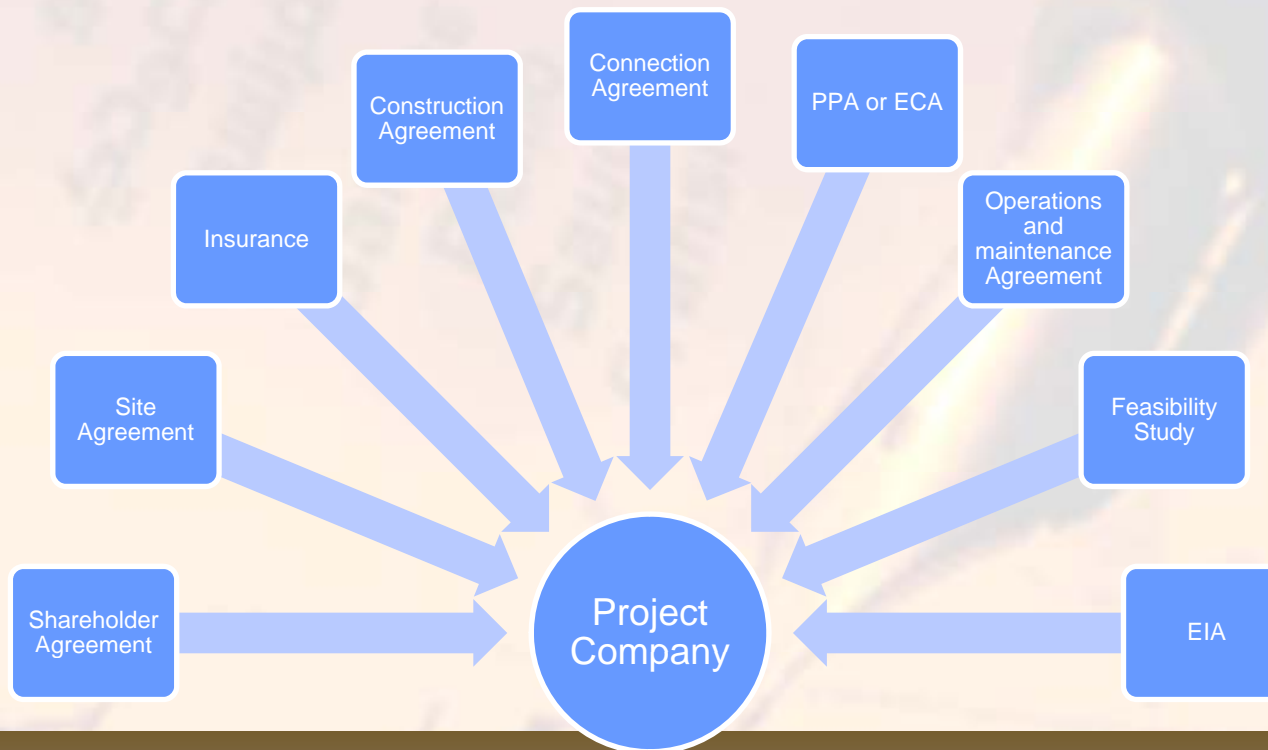 Connection
Agreement
Construction
Agreement
PPA or ECA
Insurance
Operations
and
maintenance
Agreement
Site
Agreement
Feasibility
Study
Shareholder
Agreement
Project
Company
EIA